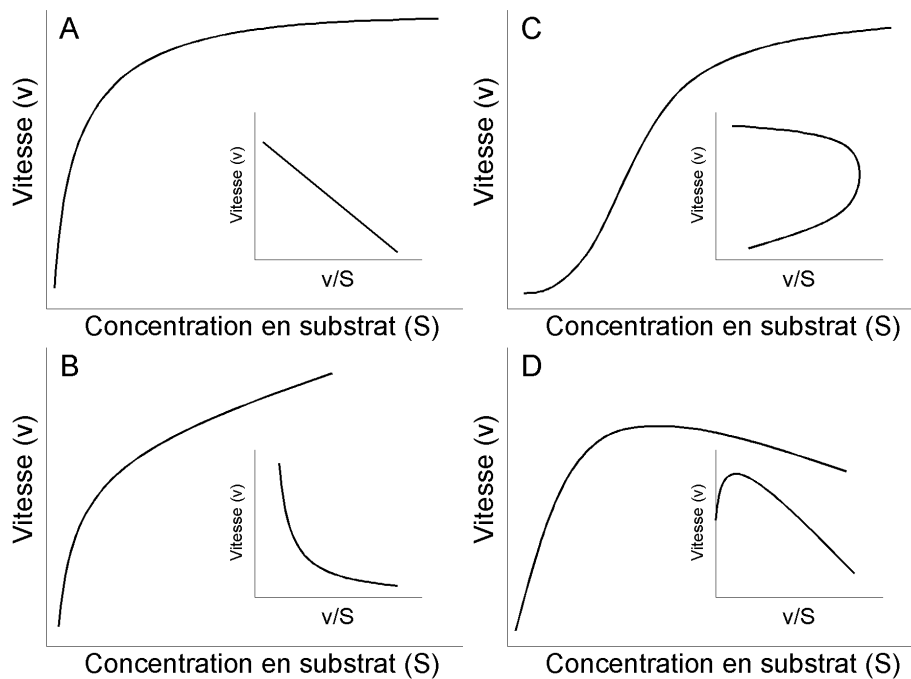 A
Vitesse (v)
Vitesse (v)
v/S
Concentration en substrat (S)
C
Vitesse (v)
Vitesse (v)
v/S
Concentration en substrat (S)
B
Vitesse (v)
Vitesse (v)
v/S
Concentration en substrat (S)
D
Vitesse (v)
Vitesse (v)
v/S
Concentration en substrat (S)